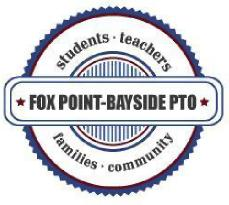 students · teachers
FOX POINT-BAYSIDE PTO
families · community